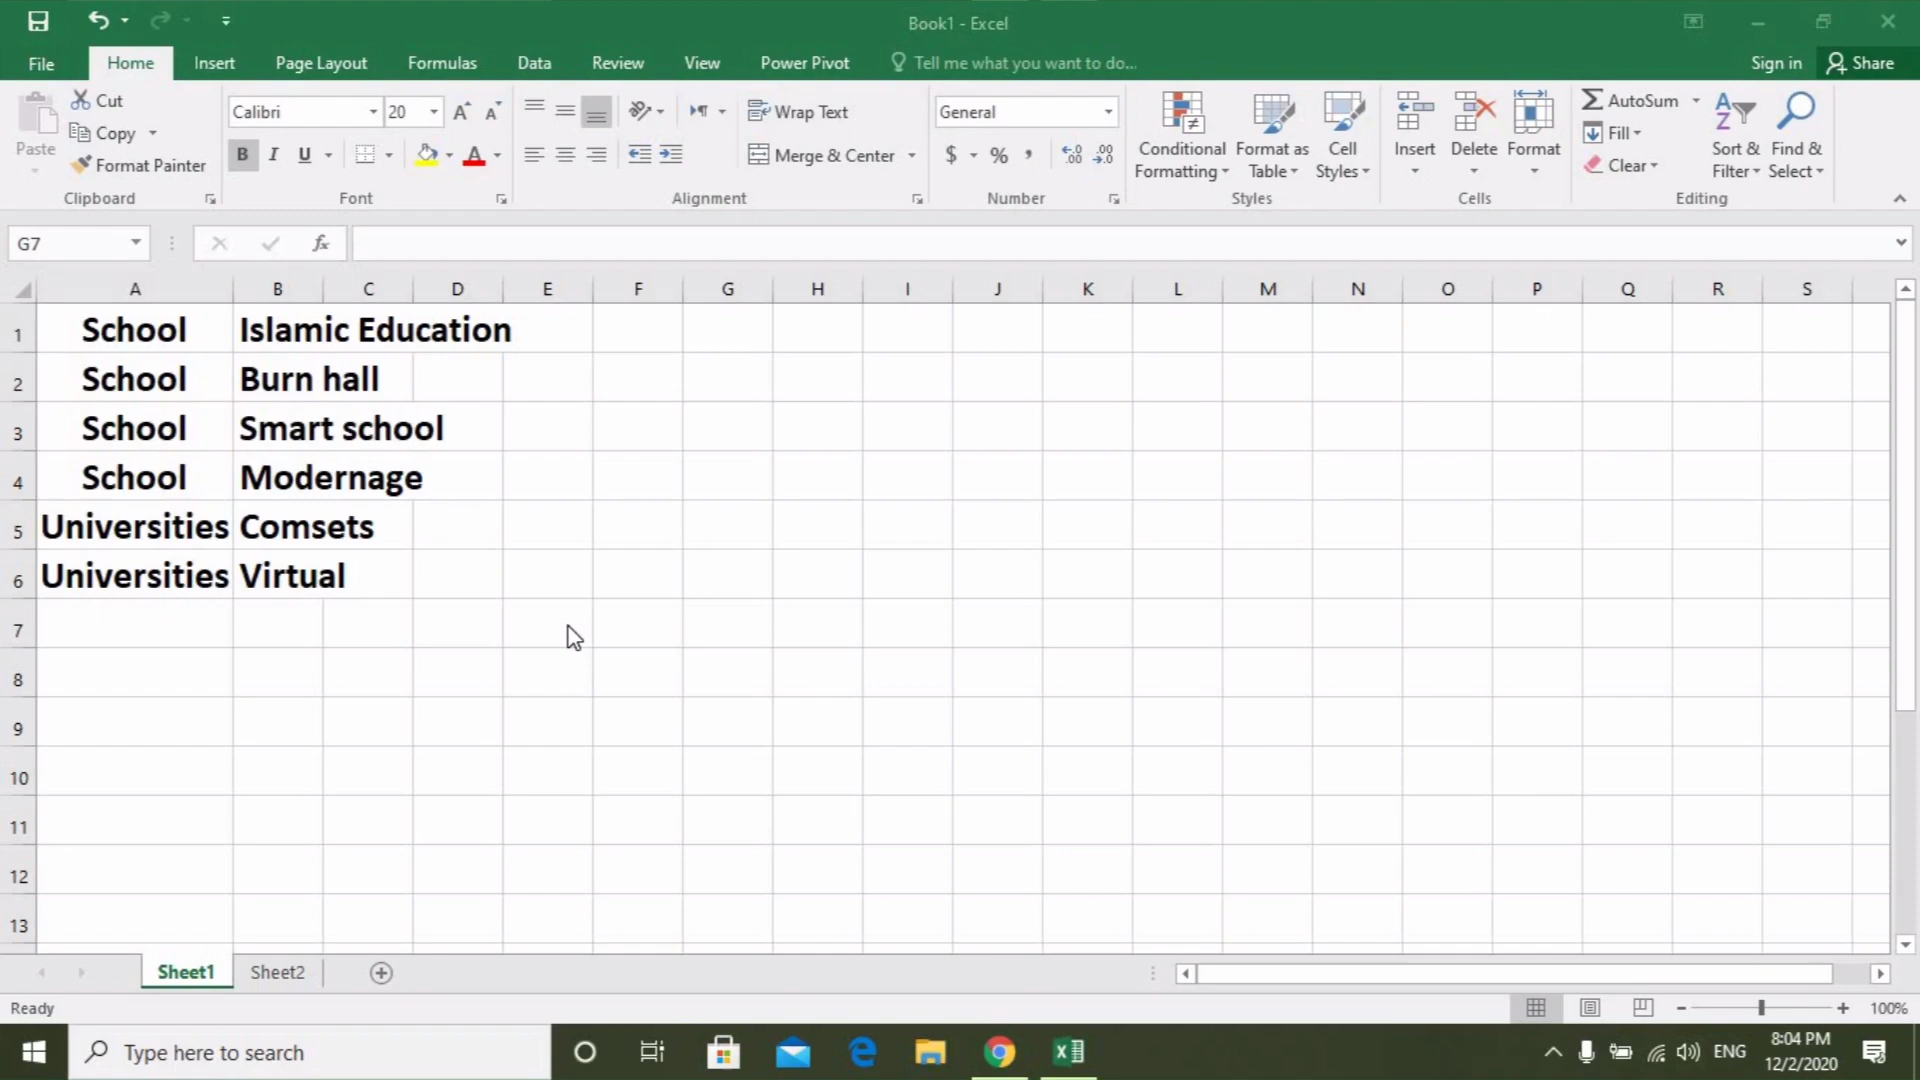 Book1 - Excel
File Home Insert Page Layout Formulas Data Review View Power Pivot Tell me what you want to do... Sign in Share
Paste
Cut
Copy
Format Painter
Clipboard
Calibri 20
B I U
Font
Wrap Text
Merge & Center
Alignment
General
$ % ,
Number
Conditional Formatting
Format as Table
Cell Styles
Styles
Insert Delete Format
Cells
AutoSum
Fill
Clear
Sort & Filter
Find & Select
Editing
G7 fx
A B C D E F G H I J K L M N O P Q R S
1 School Islamic Education
2 School Burn hall
3 School Smart school
4 School Modernage
5 Universities Comsets
6 Universities Virtual
7
8
9
10
11
12
13
Sheet1 Sheet2
Ready 100%
Type here to search ENG 8:04 PM
12/2/2020